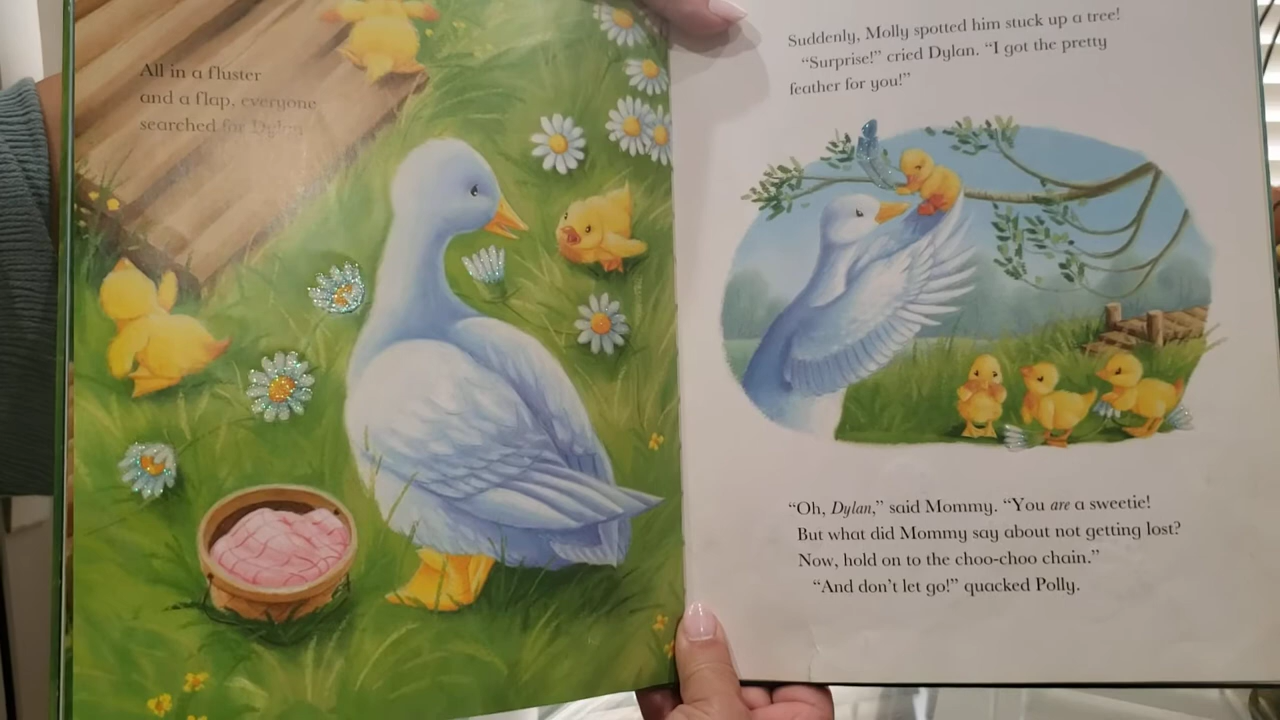 All in a fluster
and a flap, everyone
searched for Dylan
Suddenly, Molly spotted him stuck up a tree!
“Surprise!” cried Dylan. “I got the pretty
feather for you!”
“Oh, Dylan,” said Mommy. “You are a sweetie!
But what did Mommy say about not getting lost?
Now, hold on to the choo-choo chain.”
“And don’t let go!” quacked Polly.